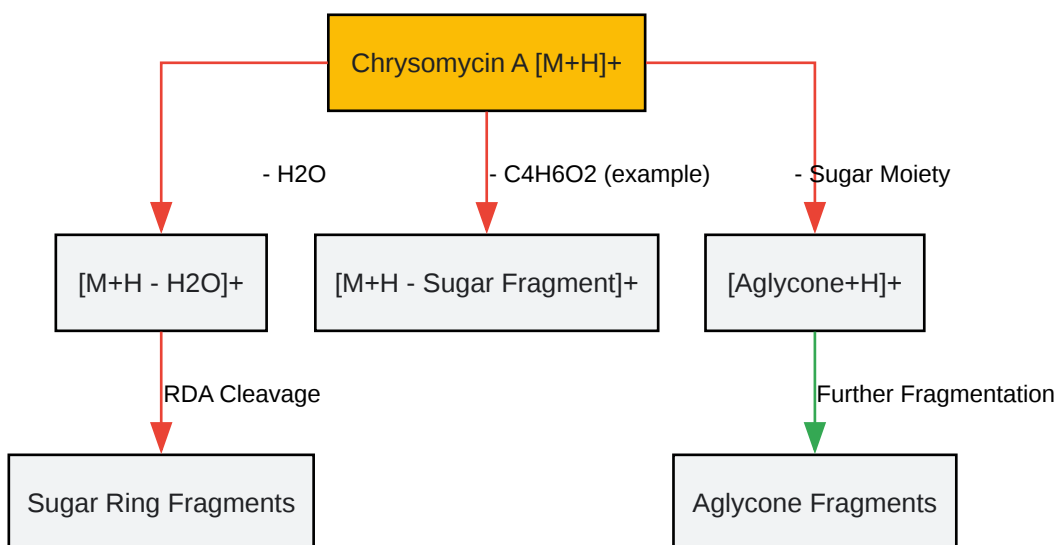 Chrysomycin A [M+H]+
- H2O
- C4H6O2 (example)
- Sugar Moiety
[M+H - H2O]+
[M+H - Sugar Fragment]+
[Aglycone+H]+
RDA Cleavage
Further Fragmentation
Sugar Ring Fragments
Aglycone Fragments